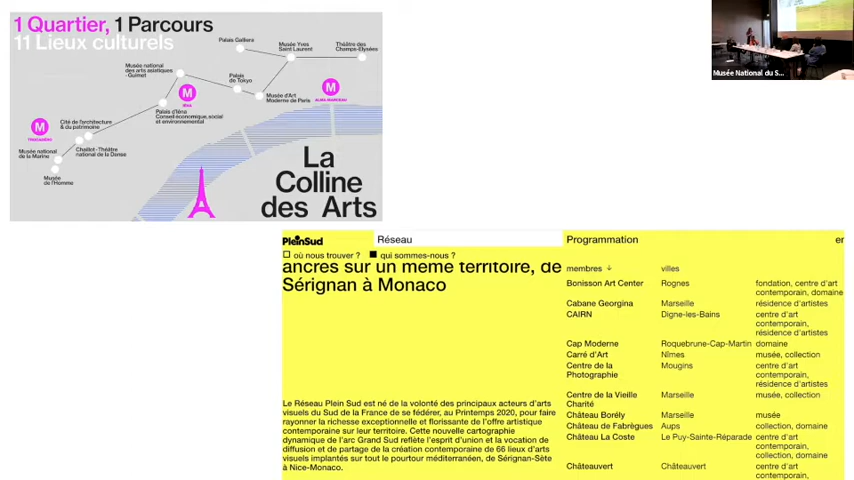 1 Quartier, 1 Parcours
11 Lieux culturels
Palais Galliera
Musée Yves
Saint Laurent
Théâtre des
Champs-Elysées
Musée national
des arts asiatiques
- Guimet
Palais
de Tokyo
M
Iéna
M
ALMA-MARCEAU
Musée d'Art
Moderne de Paris
Palais d'Iéna
Conseil économique, social
et environnemental
M
Trocadéro
Cité de l'architecture
& du patrimoine
Chaillot - Théâtre
national de la Danse
Musée national
de la Marine
Musée
de l'Homme
La
Colline
des Arts
Musée National du S...
PleinSud
Réseau
Programmation
er
où nous trouver ?
qui sommes-nous ?
ancrés sur un même territoire, de
Sérignan à Monaco
membres ↓ villes
Bonisson Art Center Rognes fondation, centre d'art
contemporain, domaine
Cabane Georgina Marseille résidence d'artistes
CAIRN Digne-les-Bains centre d'art
contemporain,
résidence d'artistes
Cap Moderne Roquebrune-Cap-Martin domaine
Carré d'Art Nîmes musée, collection
Centre de la
Photographie Mougins centre d'art
contemporain,
résidence d'artistes
Centre de la Vieille
Charité Marseille musée, collection
Château Borély Marseille musée
Château de Fabrègues Aups collection, domaine
Château La Coste Le Puy-Sainte-Réparade centre d'art
contemporain,
collection, domaine
Châteauvert Châteauvert centre d'art
contemporain,
Le Réseau Plein Sud est né de la volonté des principaux acteurs d'arts
visuels du Sud de la France de se fédérer, au Printemps 2020, pour faire
rayonner la richesse exceptionnelle et florissante de l'offre artistique
contemporaine sur leur territoire. Cette nouvelle cartographie
dynamique de l'arc Grand Sud reflète l'esprit d'union et la vocation de
diffusion et de partage de la création contemporaine de 66 lieux d'arts
visuels implantés sur tout le pourtour méditerranéen, de Sérignan-Sète
à Nice-Monaco.